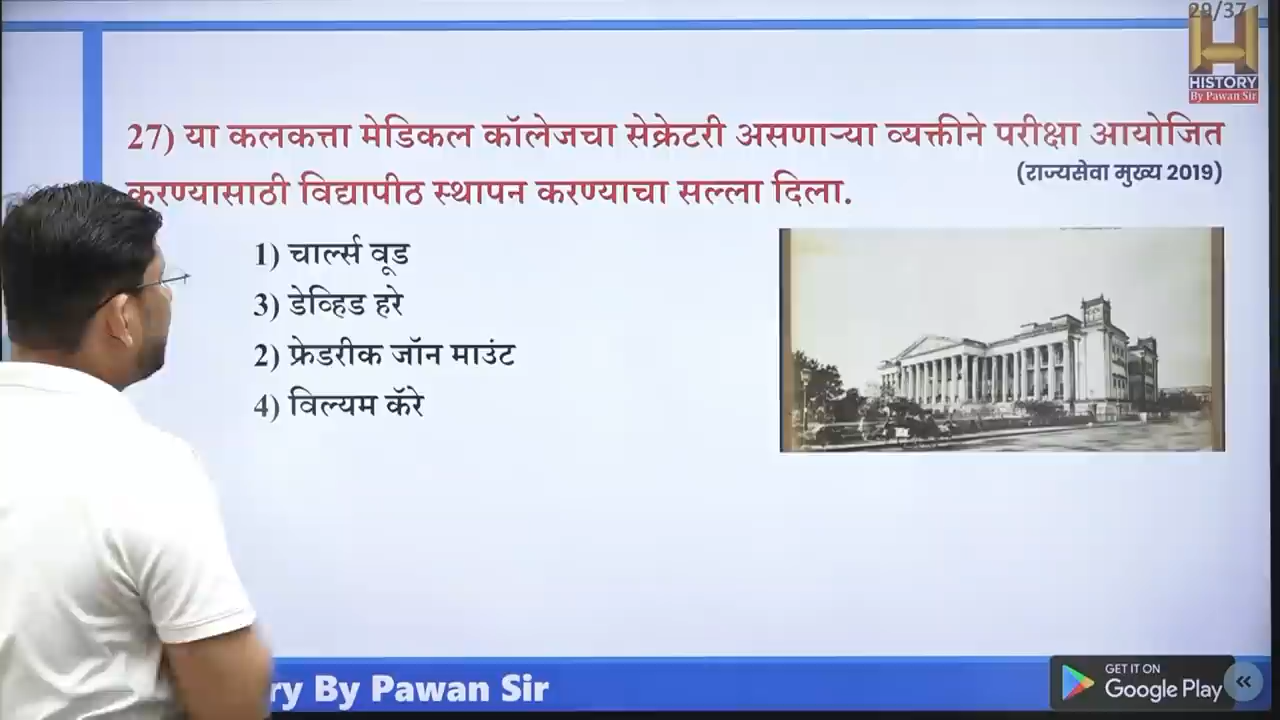 29/37
HISTORY
By Pawan Sir
27) या कलकत्ता मेडिकल कॉलेजचा सेक्रेटरी असणाऱ्या व्यक्तीने परीक्षा आयोजित
करण्यासाठी विद्यापीठ स्थापन करण्याचा सल्ला दिला.
(राज्यसेवा मुख्य 2019)
1) चार्ल्स वूड
3) डेव्हिड हरे
2) फ्रेडरीक जॉन माउंट
4) विल्यम कॅरे
ry By Pawan Sir
GET IT ON
Google Play